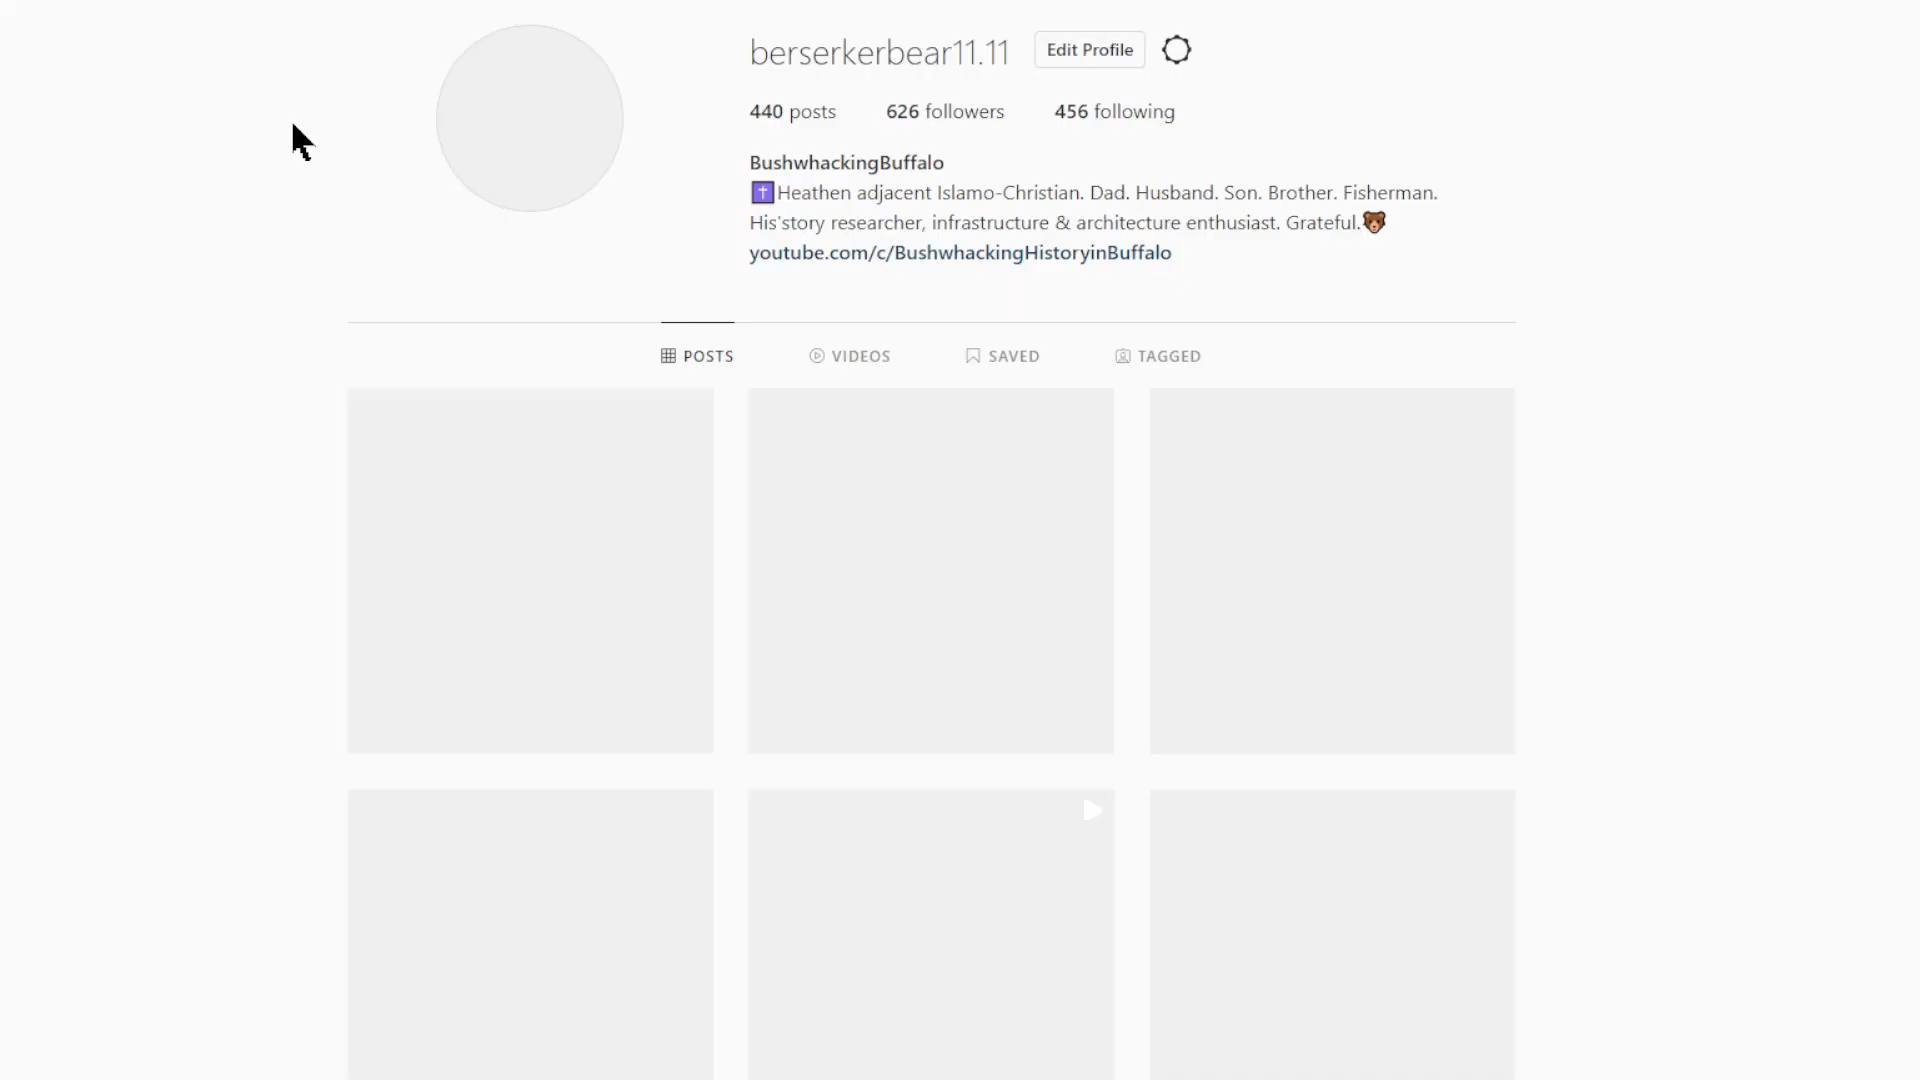 berserkerbear11.11 Edit Profile
440 posts 626 followers 456 following
BushwhackingBuffalo
✝️Heathen adjacent Islamo-Christian. Dad. Husband. Son. Brother. Fisherman.
His'story researcher, infrastructure & architecture enthusiast. Grateful.🐻
youtube.com/c/BushwhackingHistoryinBuffalo
POSTS VIDEOS SAVED TAGGED